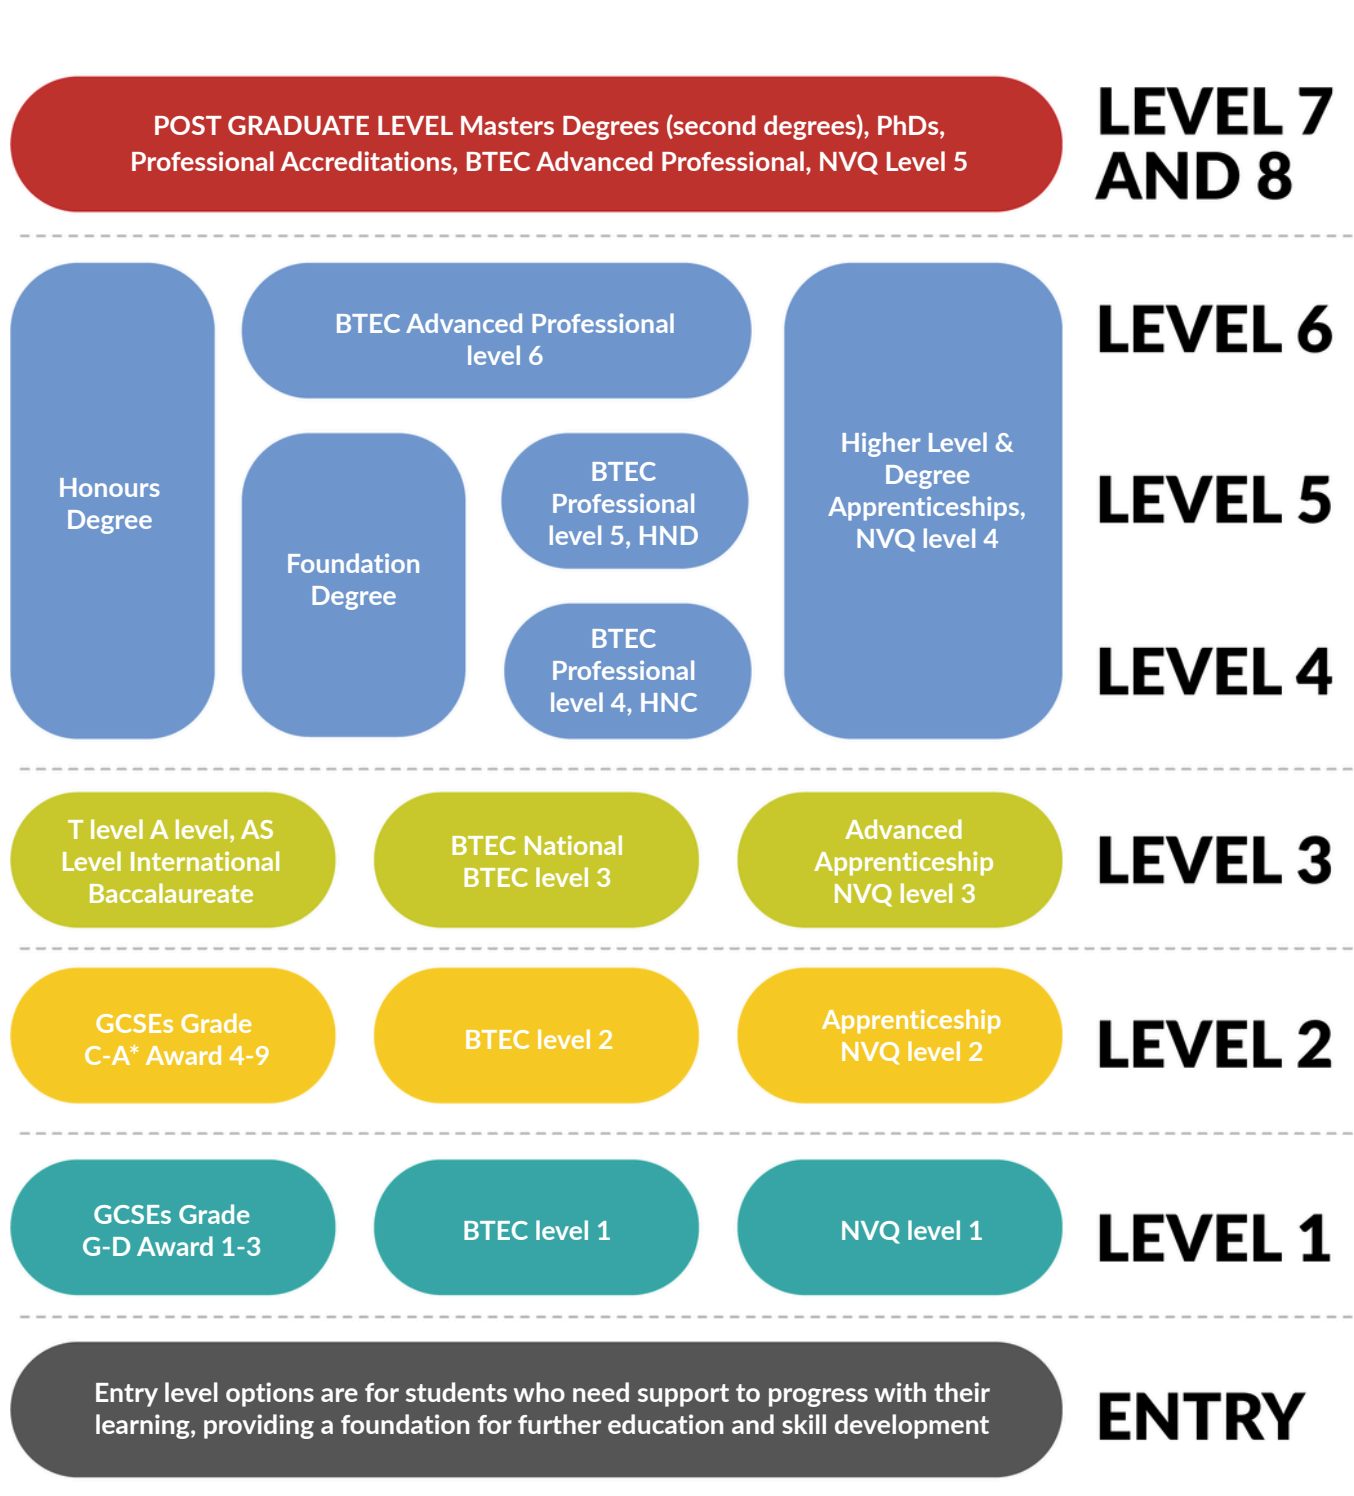 POST GRADUATE LEVEL Masters Degrees (second degrees), PhDs,
Professional Accreditations, BTEC Advanced Professional, NVQ Level 5
LEVEL 7
AND 8
BTEC Advanced Professional
level 6
LEVEL 6
Honours
Degree
Foundation
Degree
BTEC
Professional
level 5, HND
Higher Level &
Degree
Apprenticeships,
NVQ level 4
LEVEL 5
BTEC
Professional
level 4, HNC
LEVEL 4
T level A level, AS
Level International
Baccalaureate
BTEC National
BTEC level 3
Advanced
Apprenticeship
NVQ level 3
LEVEL 3
GCSEs Grade
C-A* Award 4-9
BTEC level 2
Apprenticeship
NVQ level 2
LEVEL 2
GCSEs Grade
G-D Award 1-3
BTEC level 1
NVQ level 1
LEVEL 1
Entry level options are for students who need support to progress with their
learning, providing a foundation for further education and skill development
ENTRY